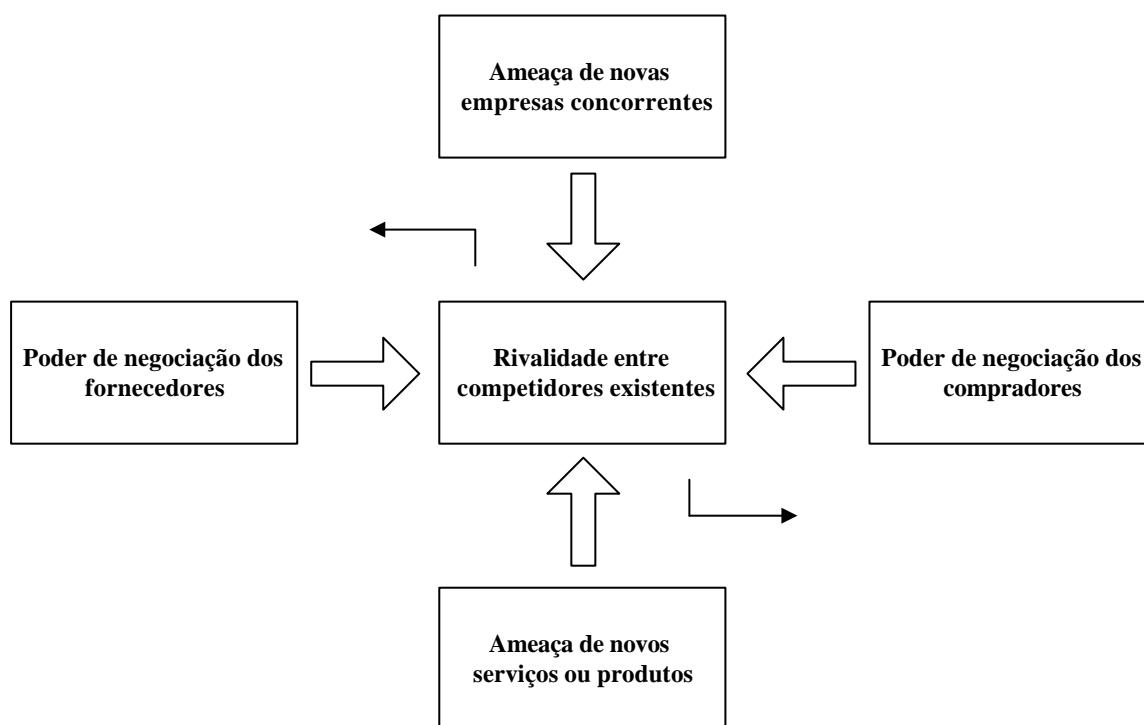 Ameaça de novas
empresas concorrentes
Poder de negociação dos
fornecedores
Rivalidade entre
competidores existentes
Poder de negociação dos
compradores
Ameaça de novos
serviços ou produtos